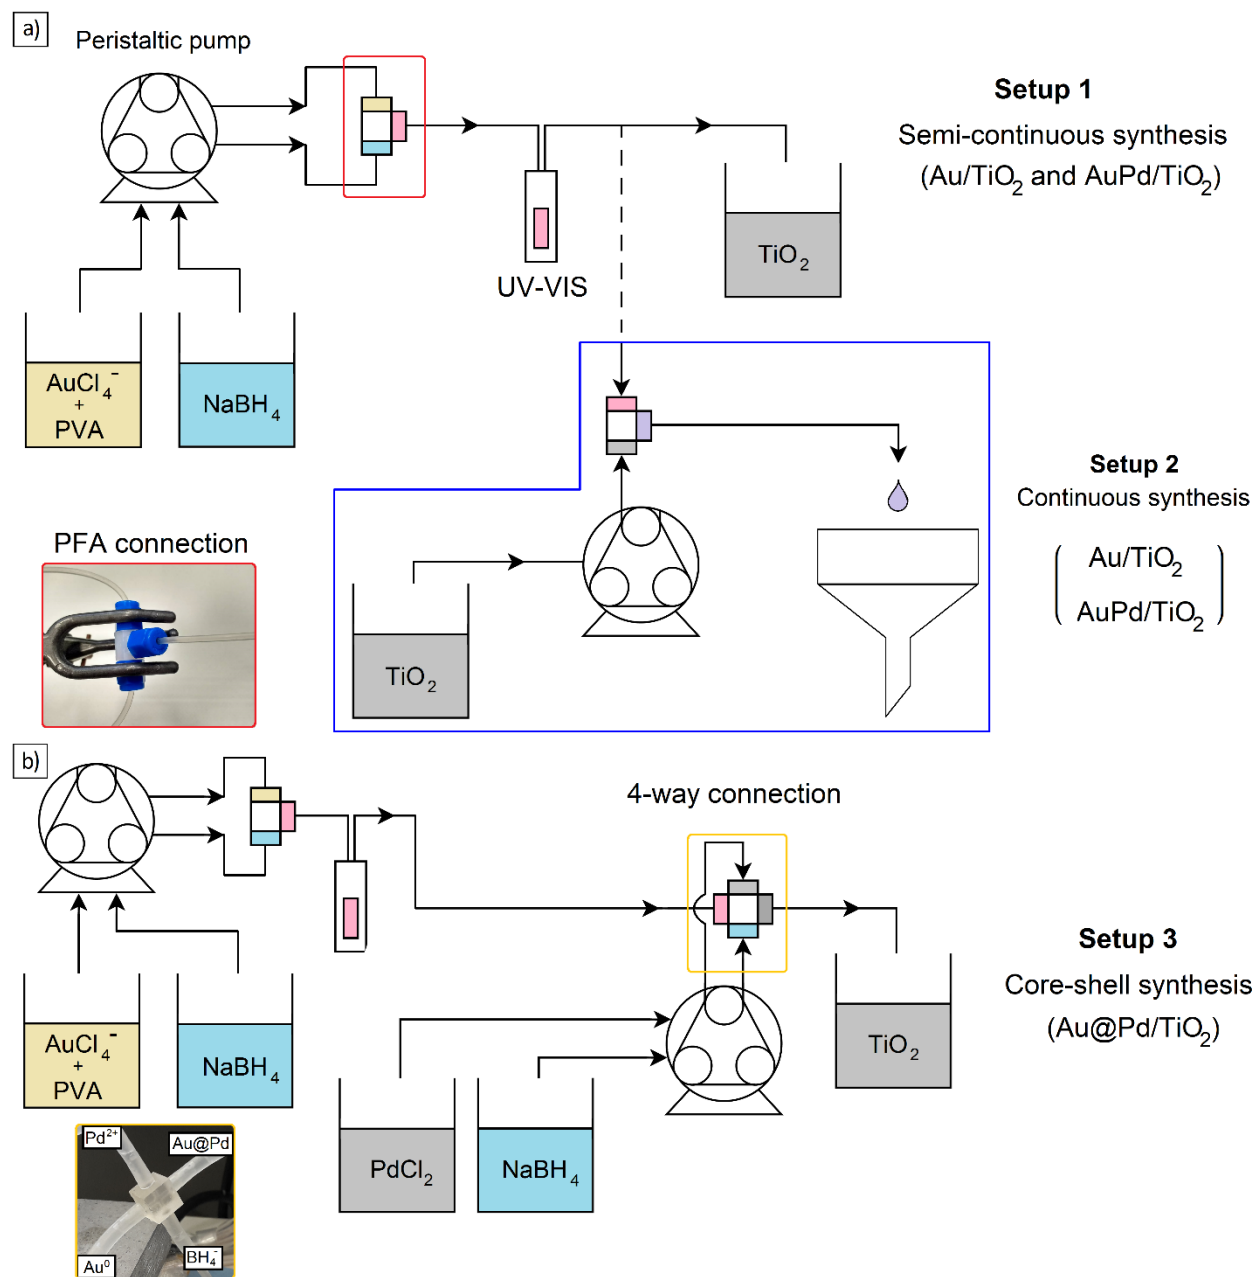 a)
Peristaltic pump
Setup 1
Semi-continuous synthesis
(Au/TiO₂ and AuPd/TiO₂)
TiO₂
UV-VIS
AuCl₄⁻
+
PVA
NaBH₄
Setup 2
Continuous synthesis
Au/TiO₂
AuPd/TiO₂
PFA connection
TiO₂
b)
4-way connection
Setup 3
Core-shell synthesis
(Au@Pd/TiO₂)
AuCl₄⁻
+
PVA
NaBH₄
TiO₂
PdCl₂
NaBH₄
Pd²⁺
Au@Pd
Au⁰
BH₄⁻